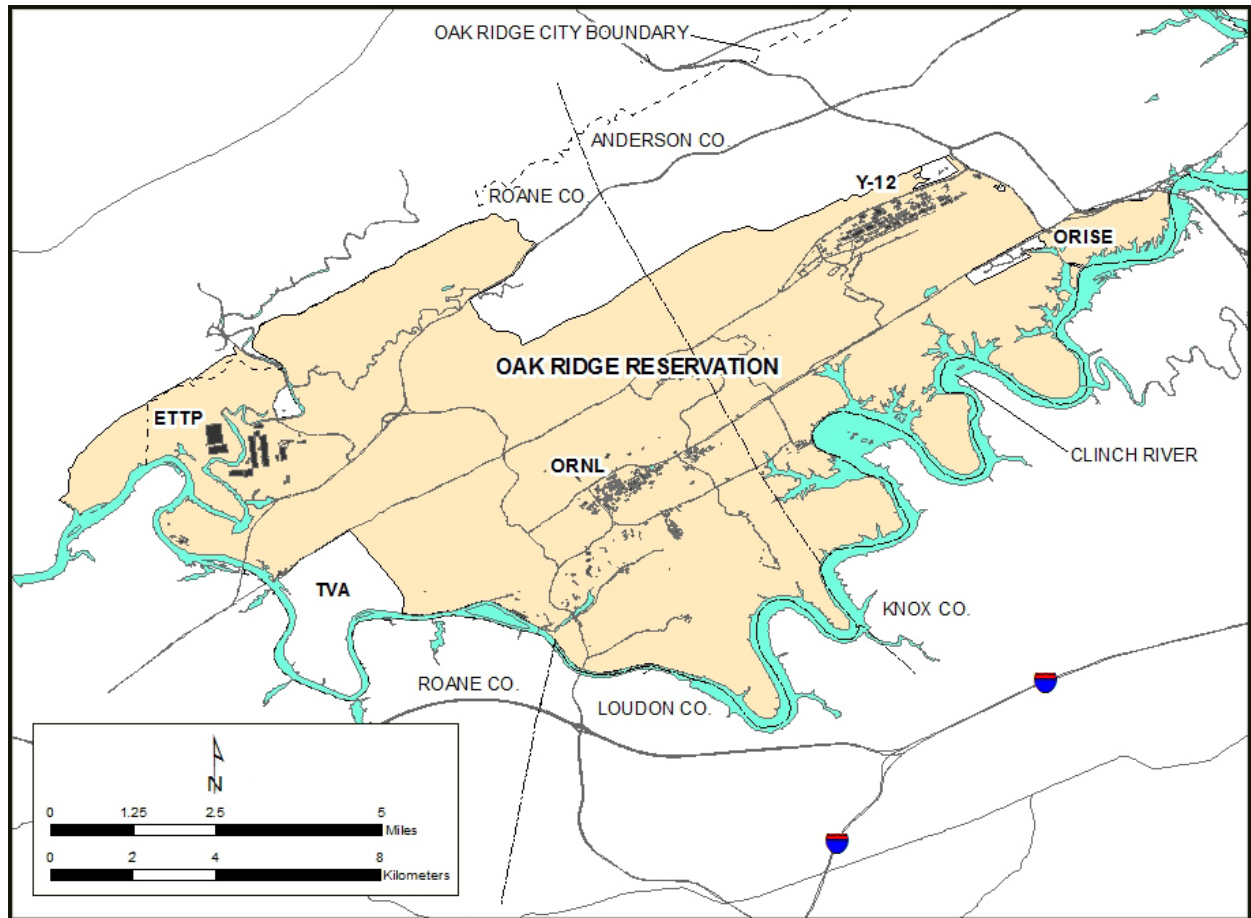 OAK RIDGE CITY BOUNDARY
ANDERSON CO.
ROANE CO.
Y-12
ORISE
OAK RIDGE RESERVATION
ETTP
ORNL
CLINCH RIVER
TVA
KNOX CO.
ROANE CO.
LOUDON CO.
N
0 1.25 2.5 5
Miles
0 2 4 8
Kilometers